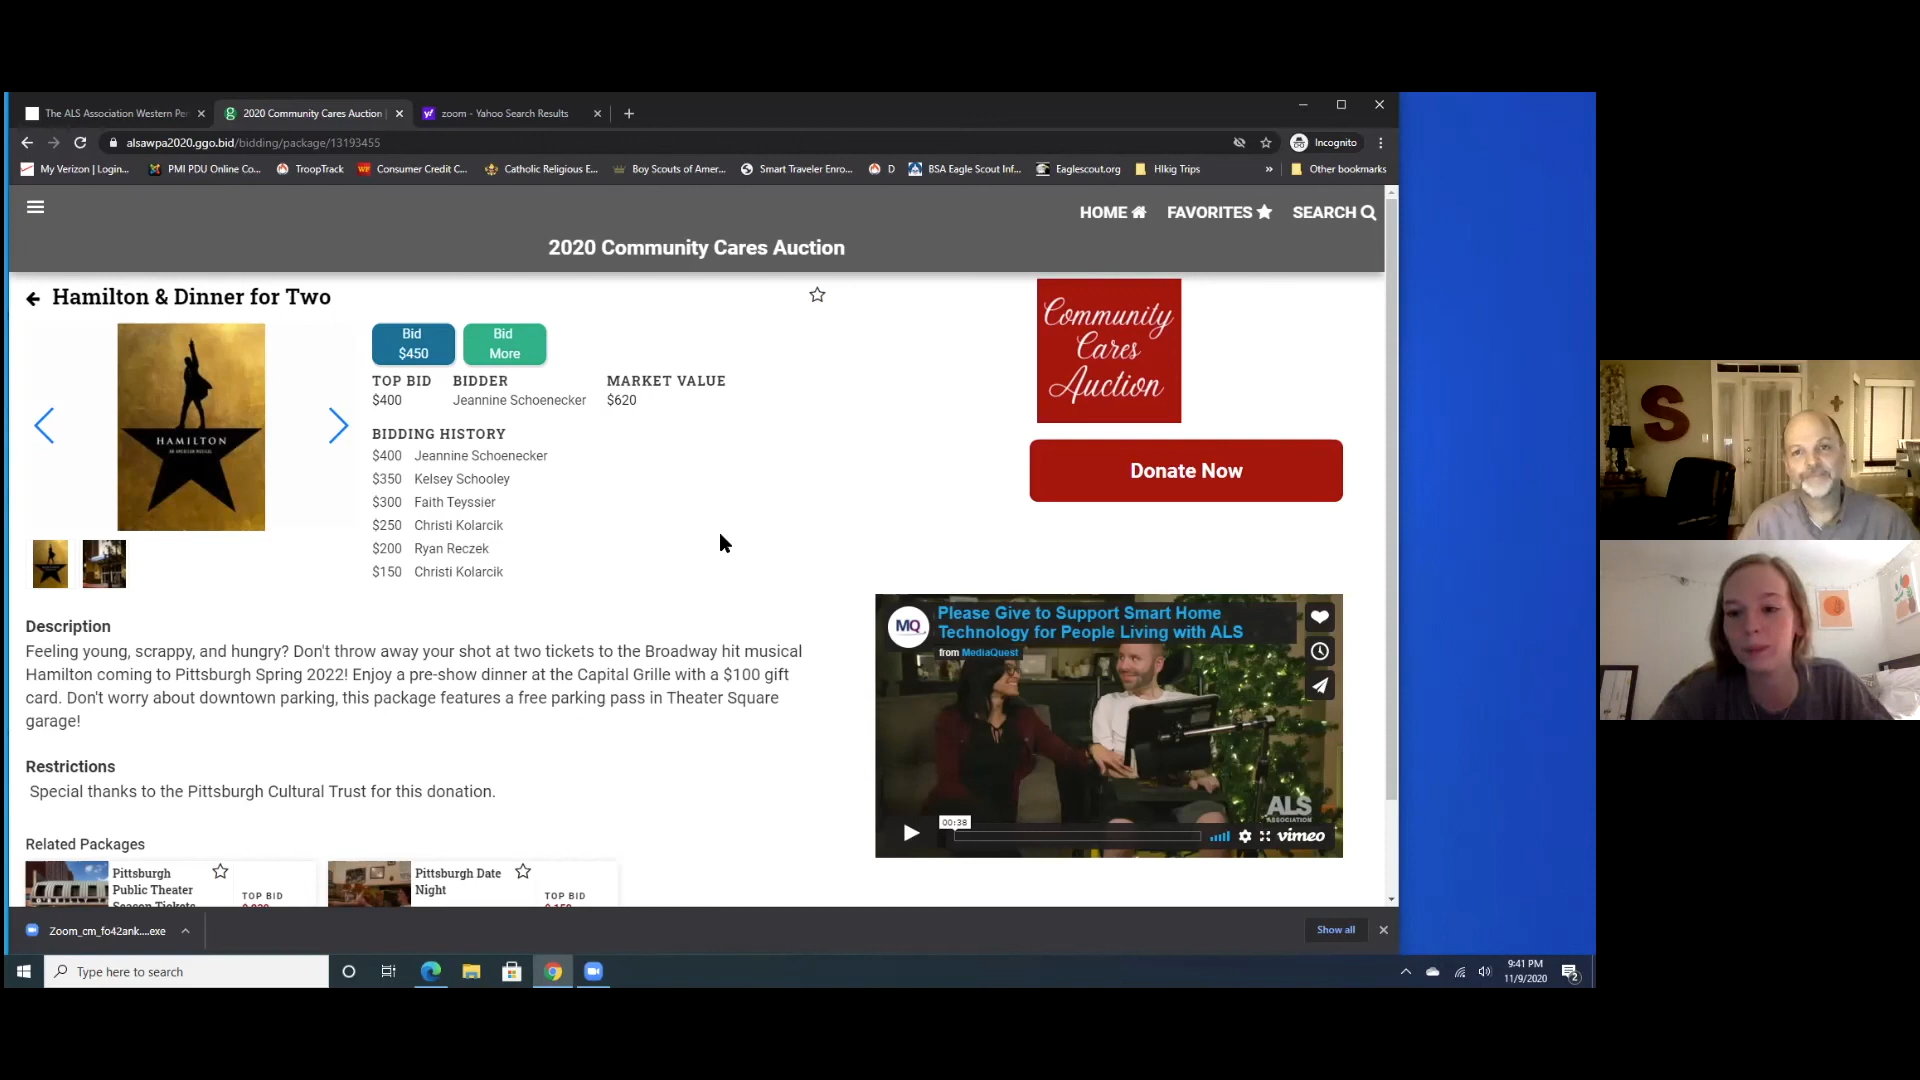 The ALS Association Western Pe
2020 Community Cares Auction
zoom - Yahoo Search Results
alsawpa2020.ggo.bid/bidding/package/13193455
Incognito
My Verizon | Login...
PMI PDU Online Co...
TroopTrack
Consumer Credit C...
Catholic Religious E...
Boy Scouts of Amer...
Smart Traveler Enro...
D
BSA Eagle Scout Inf...
Eaglescout.org
HIkig Trips
»
Other bookmarks
HOME
FAVORITES
SEARCH
2020 Community Cares Auction
Hamilton & Dinner for Two
HAMILTON
AN AMERICAN MUSICAL
Bid
$450
Bid
More
TOP BID
BIDDER
MARKET VALUE
$400
Jeannine Schoenecker
$620
BIDDING HISTORY
$400 Jeannine Schoenecker
$350 Kelsey Schooley
$300 Faith Teyssier
$250 Christi Kolarcik
$200 Ryan Reczek
$150 Christi Kolarcik
Community
Cares
Auction
Donate Now
Description
Feeling young, scrappy, and hungry? Don't throw away your shot at two tickets to the Broadway hit musical
Hamilton coming to Pittsburgh Spring 2022! Enjoy a pre-show dinner at the Capital Grille with a $100 gift
card. Don't worry about downtown parking, this package features a free parking pass in Theater Square
garage!
Restrictions
Special thanks to the Pittsburgh Cultural Trust for this donation.
MQ
Please Give to Support Smart Home
Technology for People Living with ALS
from MediaQuest
ALS
ASSOCIATION
00:38
vimeo
Related Packages
Pittsburgh
Public Theater
Season Tickets
TOP BID
Pittsburgh Date
Night
TOP BID
Zoom_cm_fo42ank....exe
Show all
Type here to search
9:41 PM
11/9/2020
2
S